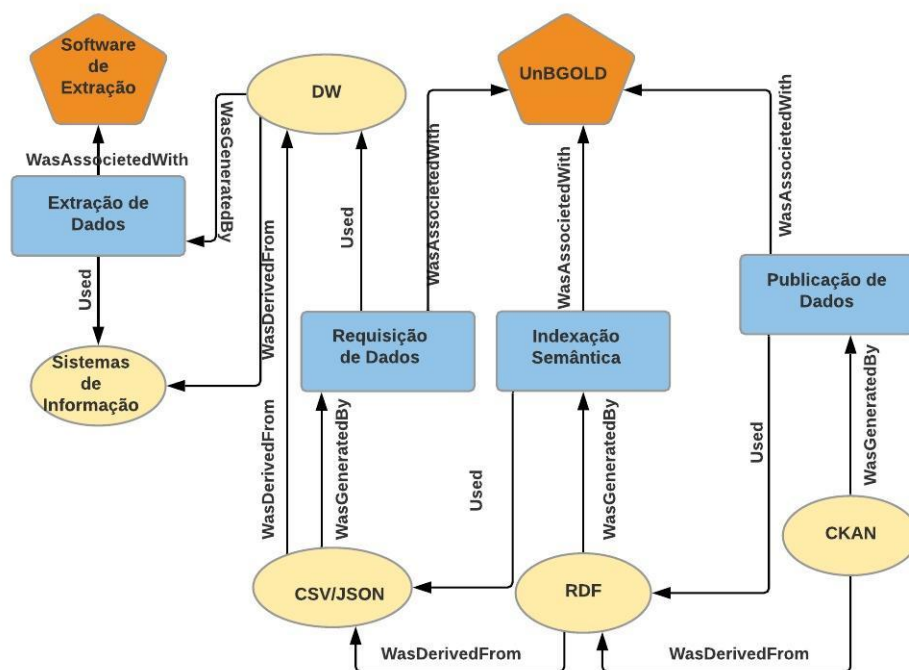 Software
de
Extração
UnBGOLD
DW
WasAssocietedWith
WasGeneratedBy
Extração de
Dados
Used
WasDerivedFrom
Sistemas
de
Informação
WasDerivedFrom
Used
WasAssocietedWith
WasAssocietedWith
WasAssocietedWith
Requisição
de Dados
Indexação
Semântica
Publicação de
Dados
WasGeneratedBy
Used
WasGeneratedBy
Used
WasGeneratedBy
CSV/JSON
RDF
CKAN
WasDerivedFrom
WasDerivedFrom